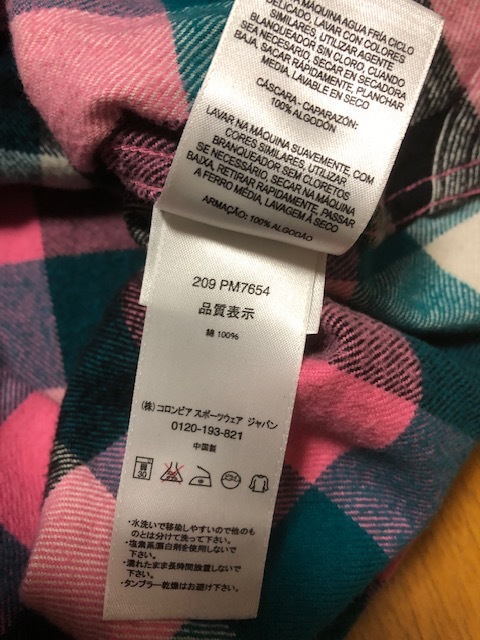 LAVAR EN MÁQUINA AGUA FRÍA CICLO
DELICADO, LAVAR CON COLORES
SIMILARES, UTILIZAR AGENTE
BLANQUEADOR SIN CLORO, CUANDO
SEA NECESARIO, SECAR EN SECADORA
BAJA, SACAR RÁPIDAMENTE, PLANCHAR
MEDIA, LAVABLE EN SECO
CÁSCARA - CAPARAZÓN:
100% ALGODÓN
LAVAR NA MÁQUINA SUAVEMENTE, COM
CORES SIMILARES, UTILIZAR
BRANQUEADOR SEM CLORETOS
SE NECESSARIO, SECAR NA MÁQUINA
BAIXA, RETIRAR RAPIDAMENTE, PASSAR
A FERRO MÉDIA, LAVAGEM À SECO
ARMAÇÃO: 100% ALGODÃO
209 PM7654
品質表示
綿 100%
(株) コロンビア スポーツウェア ジャパン
0120-193-821
中国製
30
・水洗いで移染しやすいので他のも
のとは分けて洗って下さい。
・塩素系漂白剤を使用しないで
下さい。
・濡れたまま長時間放置しないで
下さい。
・タンブラー乾燥はお避け下さい。